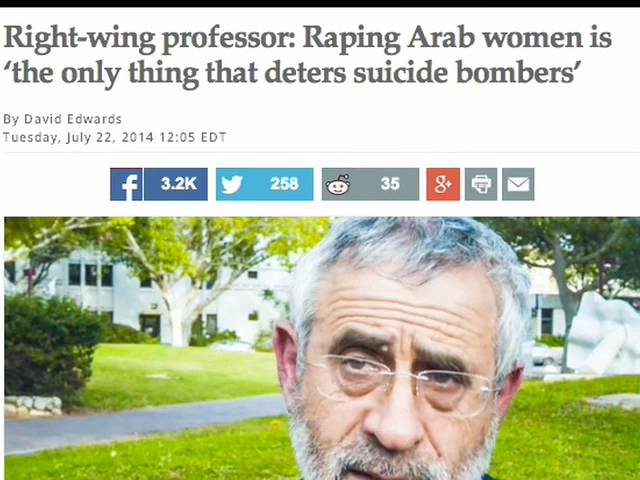 Right-wing professor: Raping Arab women is
‘the only thing that deters suicide bombers’
By David Edwards
Tuesday, July 22, 2014 12:05 EDT
f 3.2K 258 35 g+